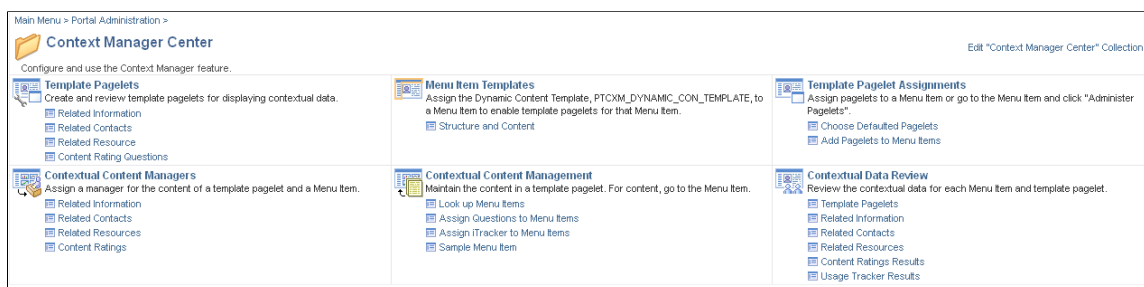 Main Menu > Portal Administration >
Context Manager Center
Edit "Context Manager Center" Collection
Configure and use the Context Manager feature.
Template Pagelets
Create and review template pagelets for displaying contextual data.
Related Information
Related Contacts
Related Resource
Content Rating Questions
Menu Item Templates
Assign the Dynamic Content Template, PTCXM_DYNAMIC_CON_TEMPLATE, to
a Menu Item to enable template pagelets for that Menu Item.
Structure and Content
Template Pagelet Assignments
Assign pagelets to a Menu Item or go to the Menu Item and click "Administer
Pagelets".
Choose Defaulted Pagelets
Add Pagelets to Menu Items
Contextual Content Managers
Assign a manager for the content of a template pagelet and a Menu Item.
Related Information
Related Contacts
Related Resources
Content Ratings
Contextual Content Management
Maintain the content in a template pagelet. For content, go to the Menu Item.
Look up Menu Items
Assign Questions to Menu Items
Assign iTracker to Menu Items
Sample Menu Item
Contextual Data Review
Review the contextual data for each Menu Item and template pagelet.
Template Pagelets
Related Information
Related Contacts
Related Resources
Content Ratings Results
Usage Tracker Results